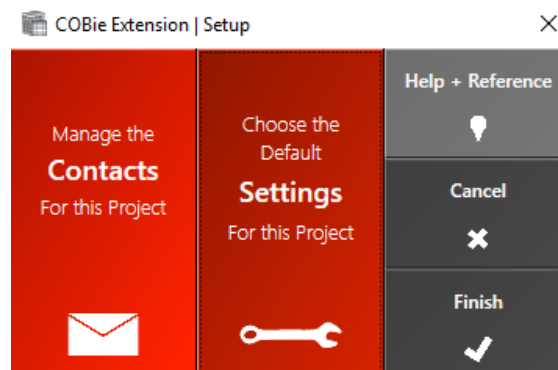 COBie Extension | Setup
Manage the
Contacts
For this Project
Choose the
Default
Settings
For this Project
Help + Reference
Cancel
Finish